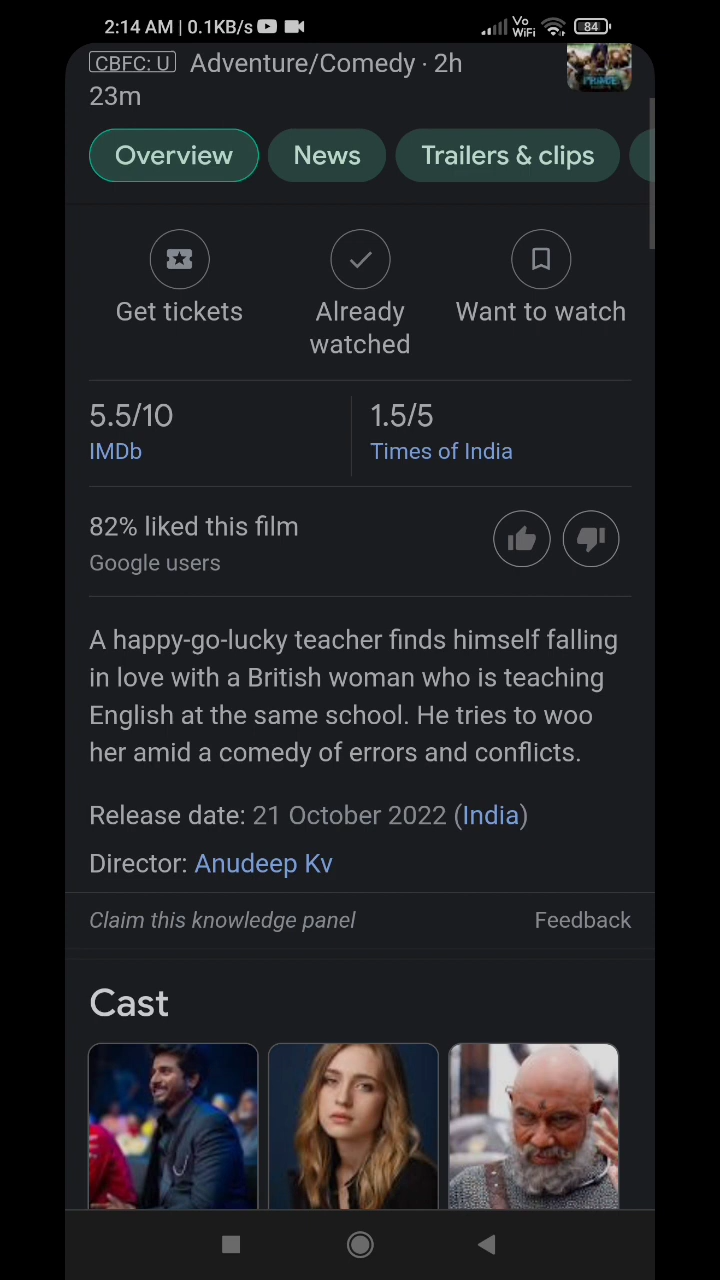 2:14 AM | 0.1KB/s
Vo
WiFi
84
CBFC: U Adventure/Comedy · 2h
23m
PRINCE
Overview
News
Trailers & clips
Get tickets
Already
watched
Want to watch
5.5/10
IMDb
1.5/5
Times of India
82% liked this film
Google users
A happy-go-lucky teacher finds himself falling
in love with a British woman who is teaching
English at the same school. He tries to woo
her amid a comedy of errors and conflicts.
Release date: 21 October 2022 (India)
Director: Anudeep Kv
Claim this knowledge panel
Feedback
Cast